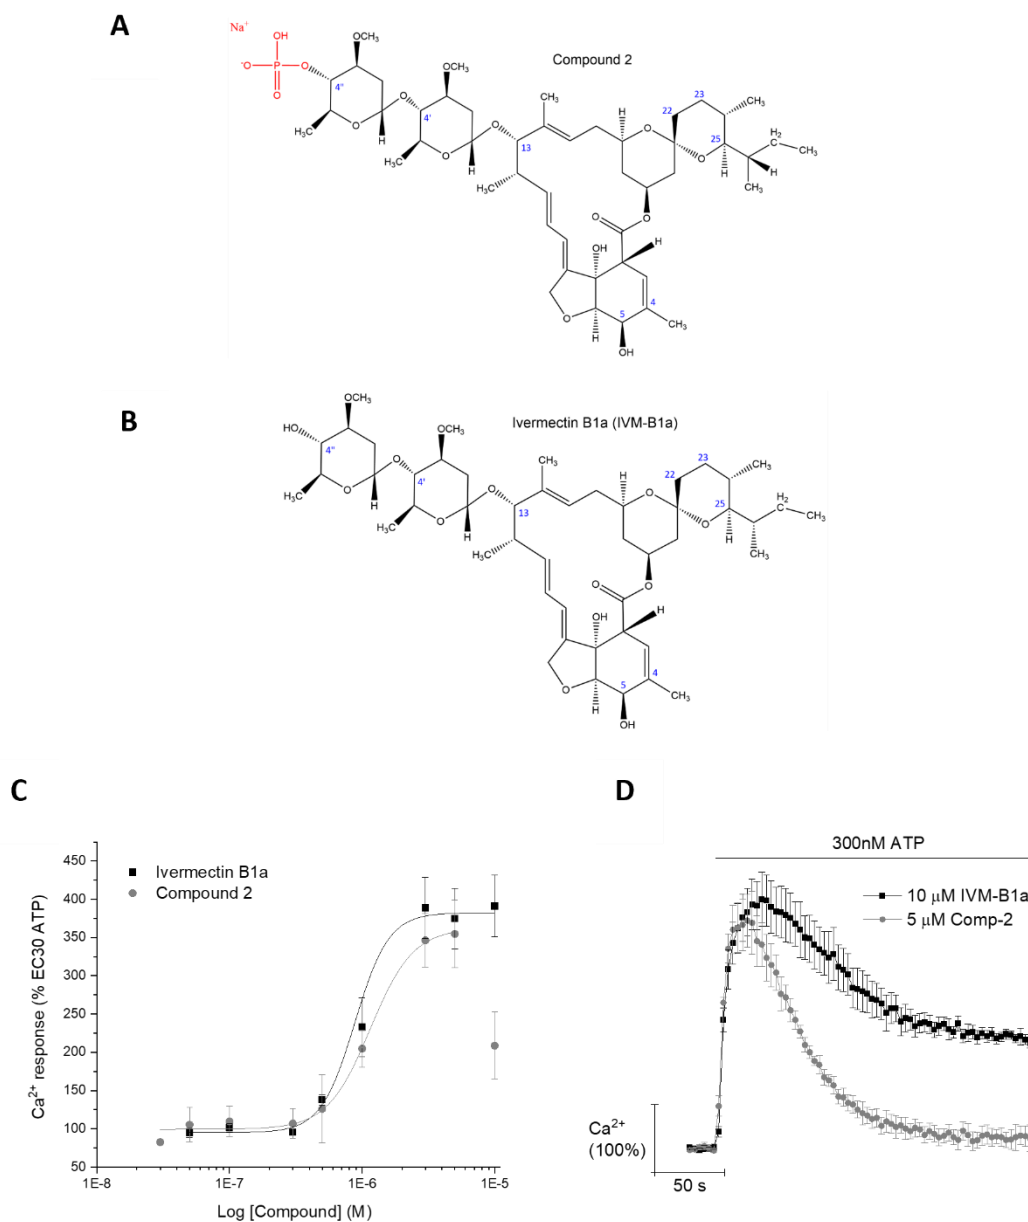 A
Na+
OH
-O
P
O
O
4''
OCH3
H3C
O
H
O
4'
OCH3
H3C
O
H
O
13
CH3
H3C
Compound 2
H
O
22
23
CH3
O
25
H
H2
C
CH3
H
CH3
O
O
OH
H
O
H
5
4
CH3
OH
B
Ivermectin B1a (IVM-B1a)
OCH3
HO
4''
H3C
O
H
O
4'
OCH3
H3C
O
H
O
13
CH3
H3C
H
O
22
23
CH3
O
25
H
H2
C
CH3
CH3
O
O
OH
H
O
H
5
4
CH3
OH
C
Ca2+ response (% EC30 ATP)
450
400
350
300
250
200
150
100
50
1E-8
1E-7
1E-6
1E-5
Log [Compound] (M)
Ivermectin B1a
Compound 2
D
300nM ATP
10 μM IVM-B1a
5 μM Comp-2
Ca2+
(100%)
50 s